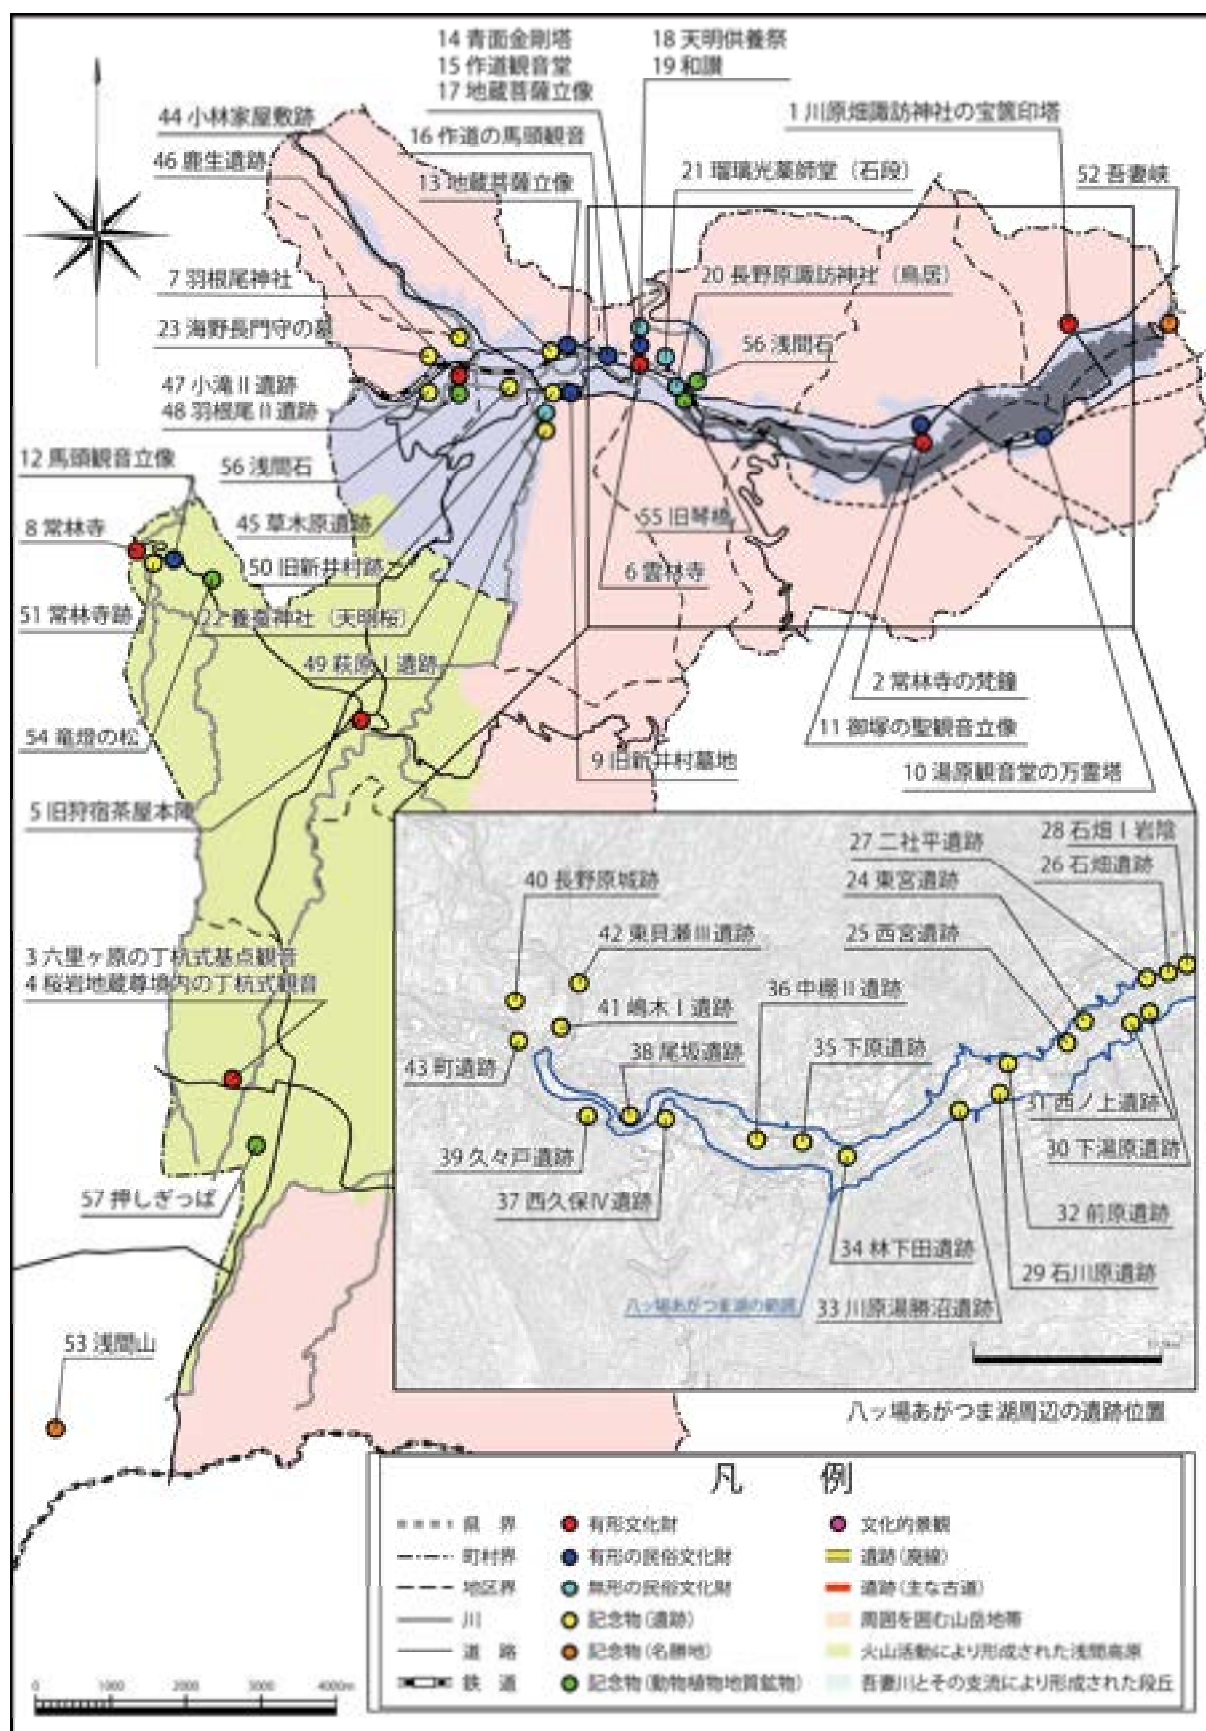 14 青面金剛塔
15 作道観音堂
17 地蔵菩薩立像
18 天明供養祭
19 和讃
44 小林家屋敷跡
16 作道の馬頭観音
1 川原畑諏訪神社の宝篋印塔
46 鹿生遺跡
13 地蔵菩薩立像
21 瑠璃光薬師堂（石段）
52 吾妻峡
7 羽根尾神社
20 長野原諏訪神社（鳥居）
23 海野長門守の墓
56 浅間石
47 小滝Ⅱ遺跡
48 羽根尾Ⅱ遺跡
12 馬頭観音立像
56 浅間石
45 草木原遺跡
55 旧琴橋
8 常林寺
50 旧新井村跡
6 雲林寺
51 常林寺跡
22 養蚕神社（天明桜）
49 萩原Ⅰ遺跡
2 常林寺の梵鐘
54 竜燈の松
11 御塚の聖観音立像
9 旧新井村墓地
10 湯原観音堂の万霊塔
5 旧狩宿茶屋本陣
28 石畑Ⅰ岩陰
27 二社平遺跡
26 石畑遺跡
40 長野原城跡
24 東宮遺跡
42 東貝瀬Ⅲ遺跡
25 西宮遺跡
3 六里ヶ原の丁杭式基点観音
4 桜岩地蔵尊境内の丁杭式観音
36 中棚Ⅱ遺跡
41 嶋木Ⅰ遺跡
38 尾坂遺跡
35 下原遺跡
43 町遺跡
31 西ノ上遺跡
39 久々戸遺跡
30 下湯原遺跡
57 押しぎっぱ
37 西久保Ⅳ遺跡
32 前原遺跡
34 林下田遺跡
29 石川原遺跡
八ッ場あがつま湖の範囲
33 川原湯勝沼遺跡
53 浅間山
八ッ場あがつま湖周辺の遺跡位置
凡 例
県 界
有形文化財
文化的景観
町村界
有形の民俗文化財
遺跡（廃線）
地区界
無形の民俗文化財
遺跡（主な古道）
川
記念物（遺跡）
周囲を囲む山岳地帯
道 路
記念物（名勝地）
火山活動により形成された浅間高原
鉄 道
記念物（動物植物地質鉱物）
吾妻川とその支流により形成された段丘
0 1000 2000 3000 4000m